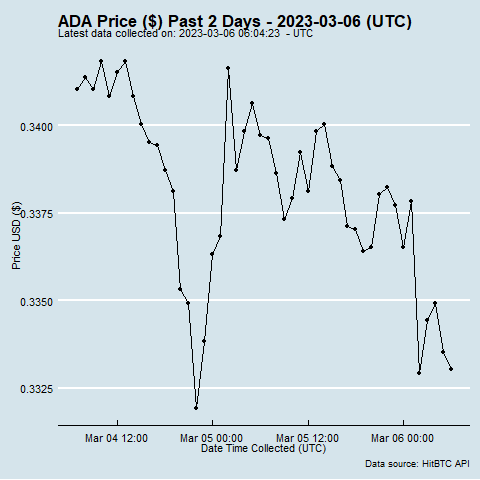 ADA Price ($) Past 2 Days - 2023-03-06 (UTC)
Latest data collected on: 2023-03-06 06:04:23 - UTC
0.3400
0.3375
0.3350
0.3325
Price USD ($)
Mar 04 12:00 Mar 05 00:00 Mar 05 12:00 Mar 06 00:00
Date Time Collected (UTC)
Data source: HitBTC API